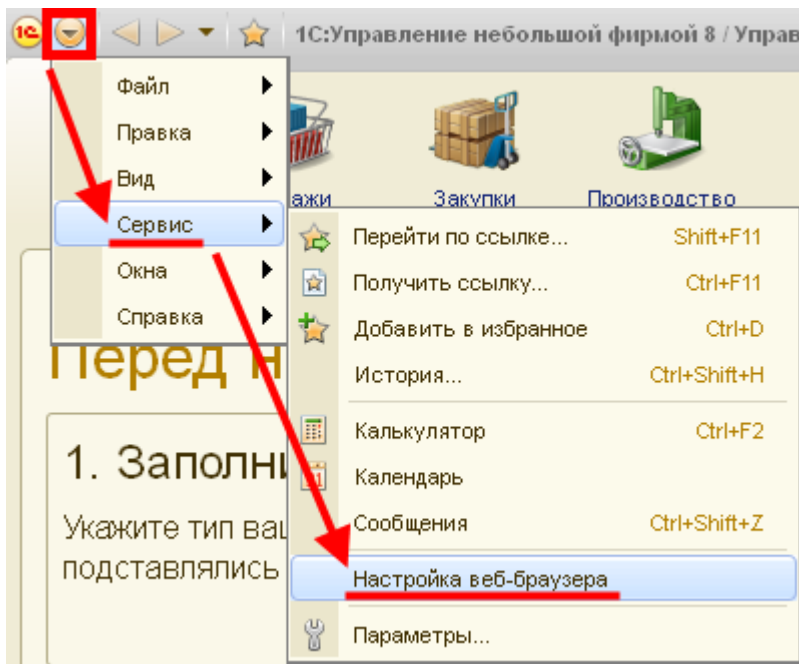 1С:Управление небольшой фирмой 8 / Управ
Файл
Правка
Вид
Сервис
Окна
Справка
ажи
Закупки
Производство
Перейти по ссылке... Shift+F11
Получить ссылку... Ctrl+F11
Добавить в избранное Ctrl+D
История... Ctrl+Shift+H
Калькулятор Ctrl+F2
Календарь
Сообщения Ctrl+Shift+Z
Настройка веб-браузера
Параметры...
Перед н
1. Заполни
Укажите тип ваш
подставлялись